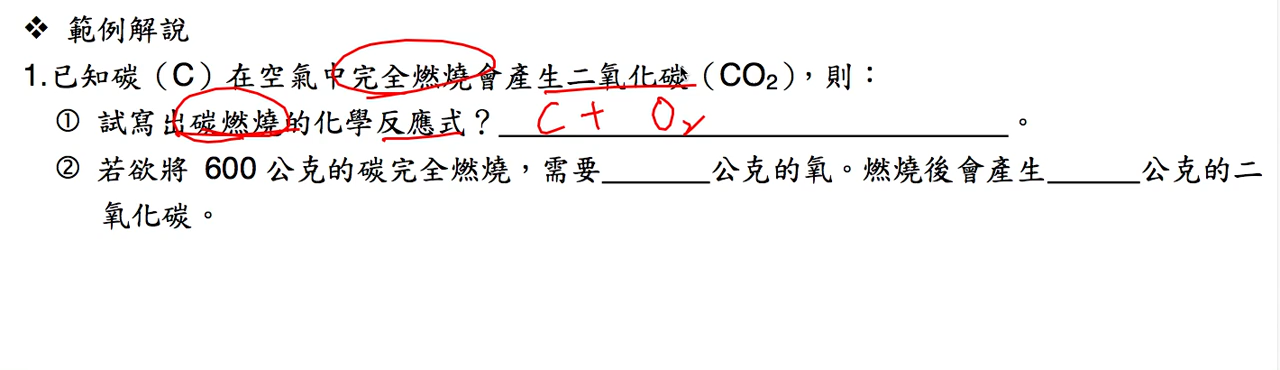 ❖ 範例解說
1.已知碳（C）在空氣中完全燃燒會產生二氧化碳（CO₂），則：
① 試寫出碳燃燒的化學反應式？ C + O₂ 。
② 若欲將 600 公克的碳完全燃燒，需要______公克的氧。燃燒後會產生_____公克的二
氧化碳。